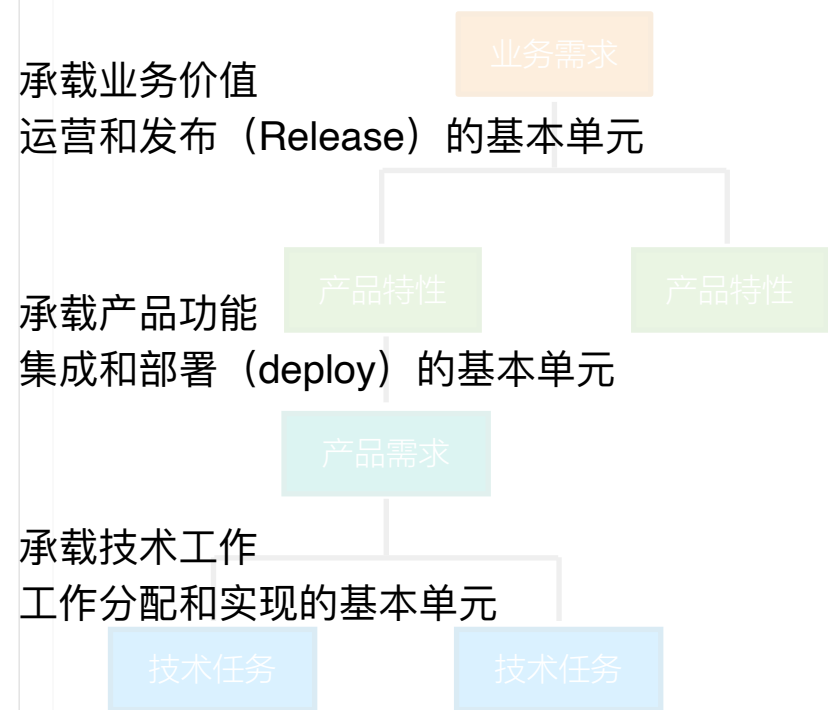 业务需求
承载业务价值
运营和发布（Release）的基本单元
产品特性
产品特性
承载产品功能
集成和部署（deploy）的基本单元
产品需求
承载技术工作
工作分配和实现的基本单元
技术任务
技术任务